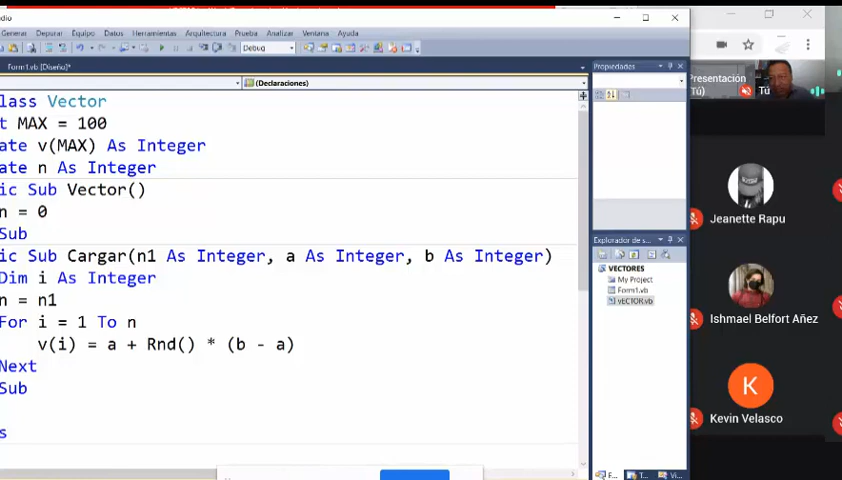 dio
Generar Depurar Equipo Datos Herramientas Arquitectura Prueba Analizar Ventana Ayuda
Debug
Form1.vb [Diseño]*
(Declaraciones)
lass Vector
t MAX = 100
ate v(MAX) As Integer
ate n As Integer
ic Sub Vector()
n = 0
Sub
ic Sub Cargar(n1 As Integer, a As Integer, b As Integer)
Dim i As Integer
n = n1
For i = 1 To n
v(i) = a + Rnd() * (b - a)
Next
Sub
s
Propiedades
Explorador de s...
VECTORES
My Project
Form1.vb
vECTOR.vb
F...
T...
Vi...
Presentación
(Tú)
Tú
Jeanette Rapu
Ishmael Belfort Añez
K
Kevin Velasco